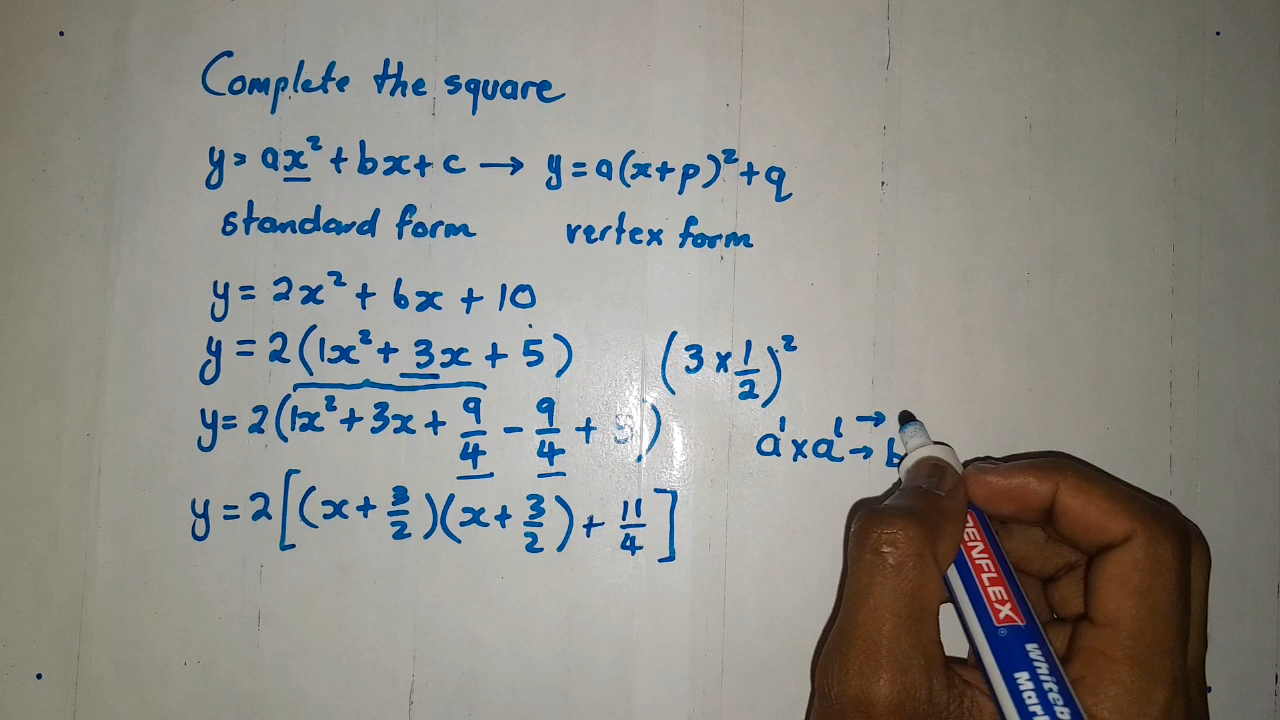 Complete the square
y = ax² + bx + c → y = a(x + p)² + q
standard form vertex form
y = 2x² + 6x + 10
y = 2(1x² + 3x + 5) (3 × 1/2)²
y = 2(1x² + 3x + 9/4 - 9/4 + 5)
a¹ × a¹ → b
→
y = 2[(x + 3/2)(x + 3/2) + 11/4]
PENFLEX